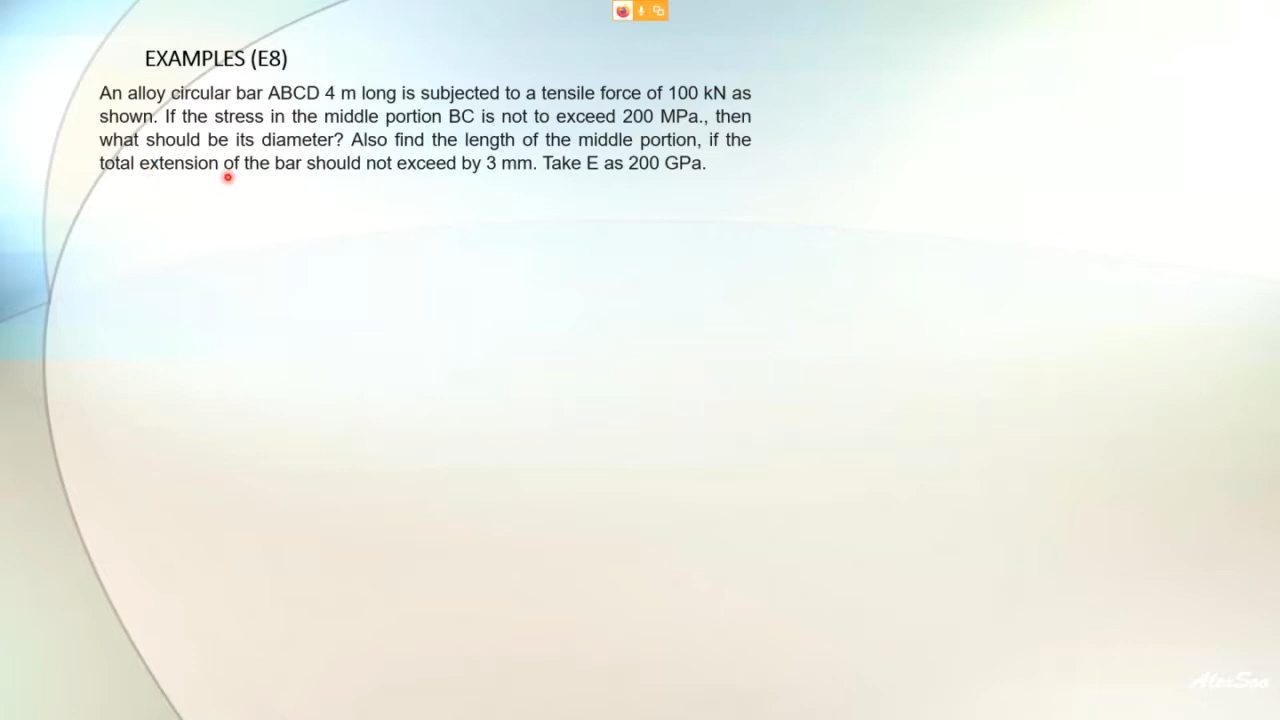 EXAMPLES (E8)
An alloy circular bar ABCD 4 m long is subjected to a tensile force of 100 kN as
shown. If the stress in the middle portion BC is not to exceed 200 MPa., then
what should be its diameter? Also find the length of the middle portion, if the
total extension of the bar should not exceed by 3 mm. Take E as 200 GPa.
AlexSoo